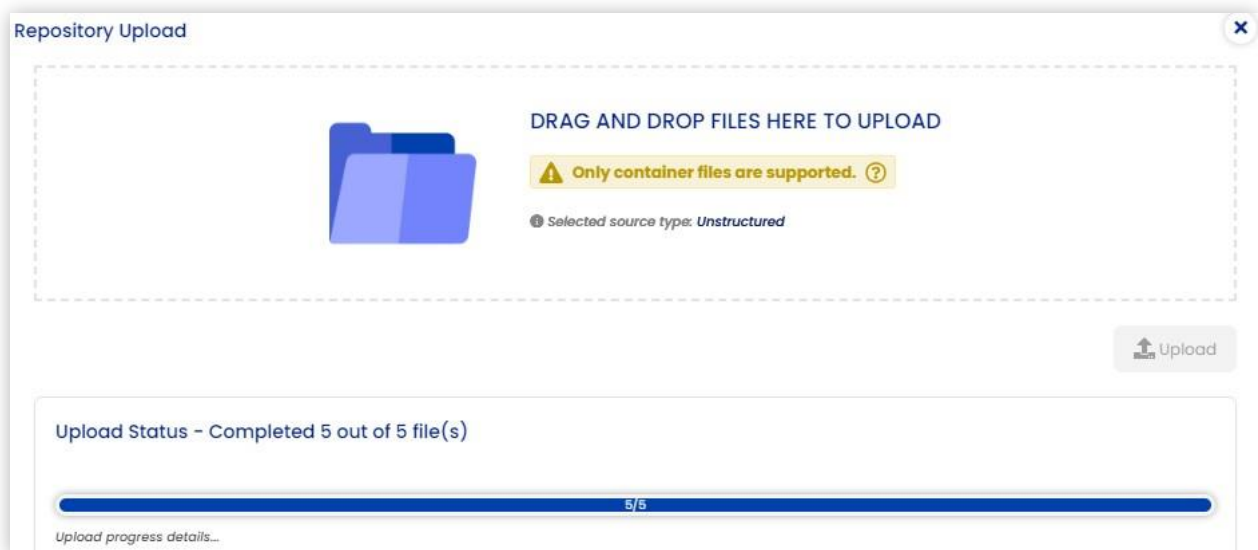 Repository Upload
DRAG AND DROP FILES HERE TO UPLOAD
Only container files are supported.
Selected source type: Unstructured
Upload
Upload Status - Completed 5 out of 5 file(s)
5/5
Upload progress details...